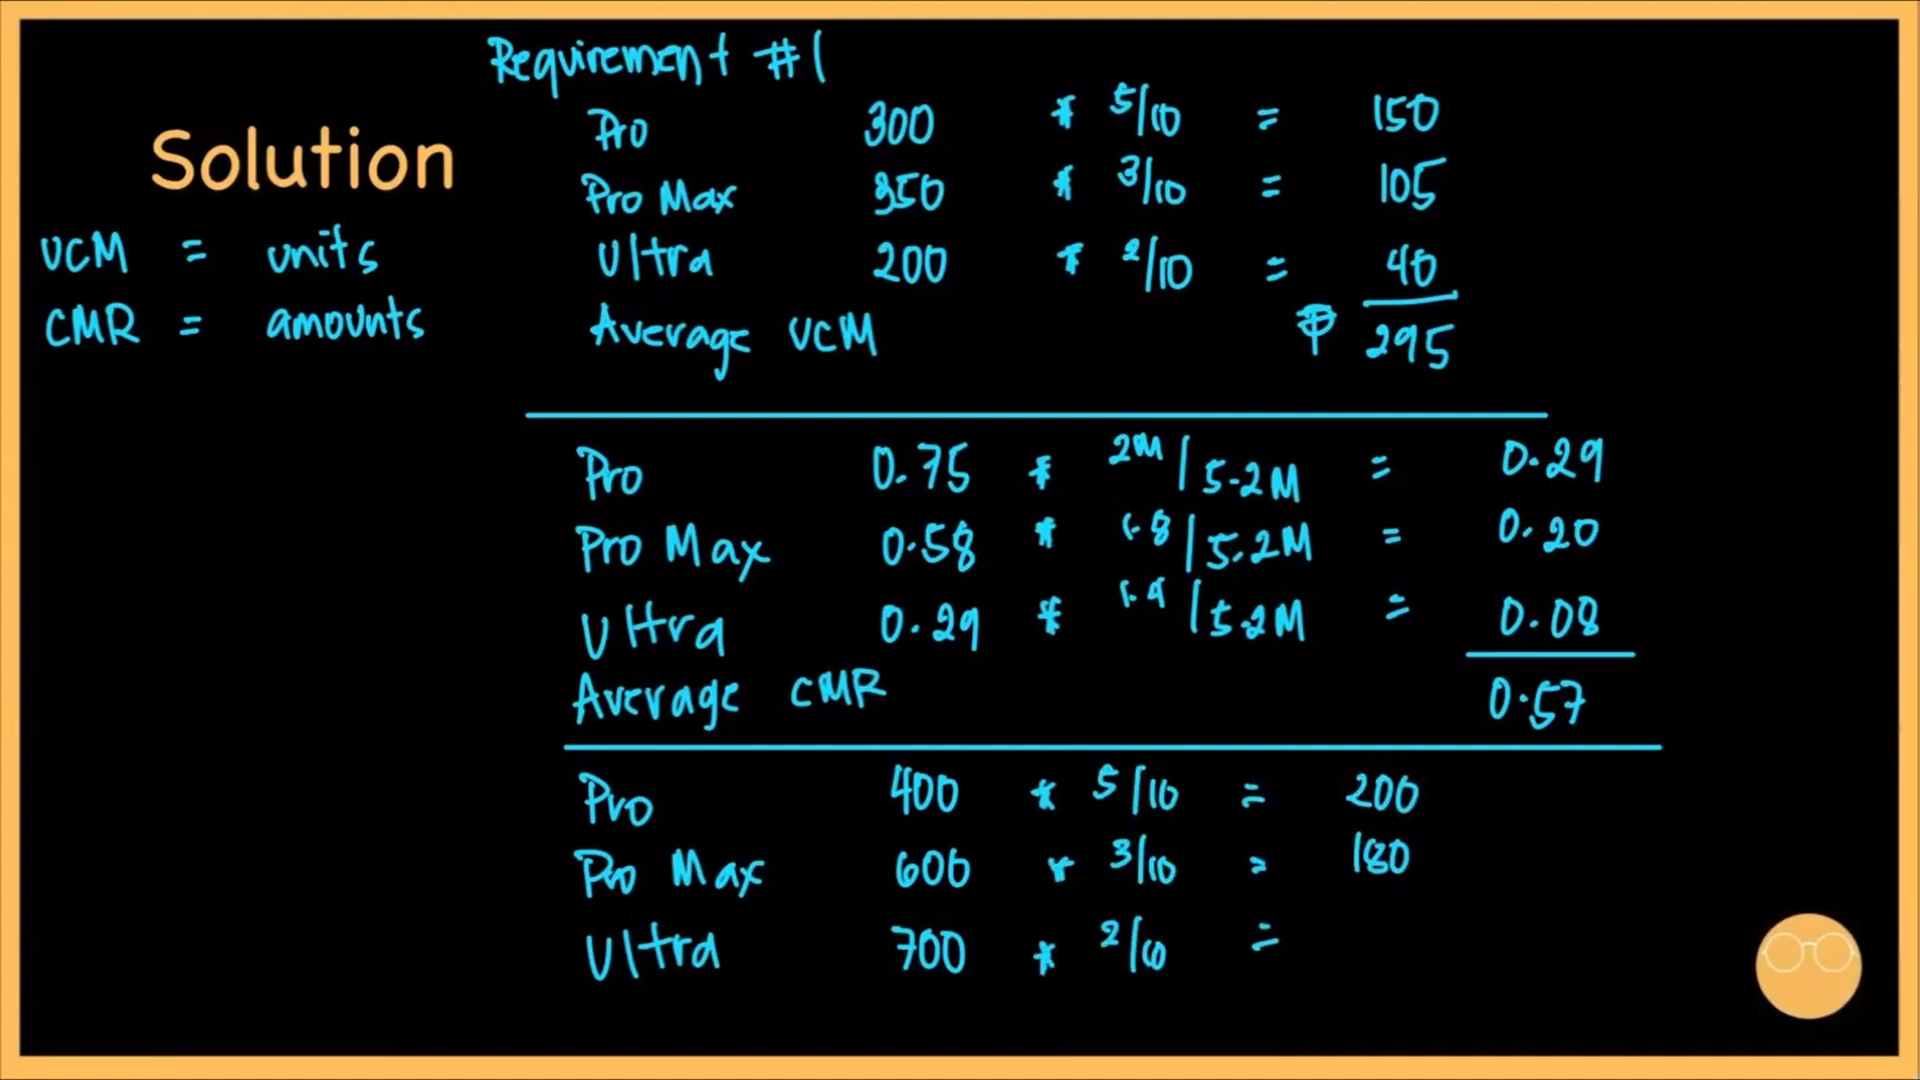 Requirement #1
Solution
UCM = units
CMR = amounts
Pro 300 * 5/10 = 150
Pro Max 350 * 3/10 = 105
Ultra 200 * 2/10 = 40
Average UCM ₱ 295
Pro 0.75 * 2M/5.2M = 0.29
Pro Max 0.58 * 1.8/5.2M = 0.20
Ultra 0.29 * 1.4/5.2M = 0.08
Average CMR 0.57
Pro 400 * 5/10 = 200
Pro Max 600 * 3/10 = 180
Ultra 700 * 2/10 =